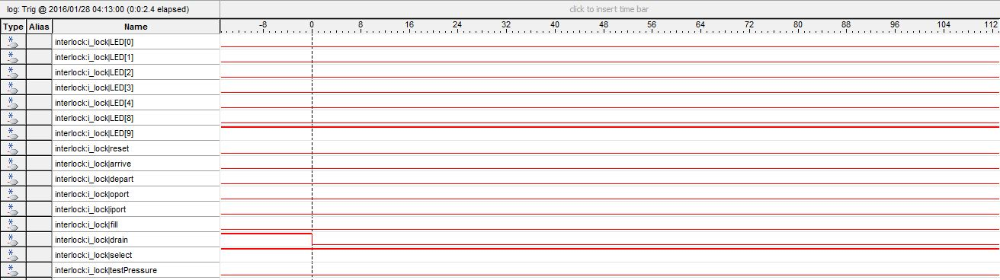 log: Trig @ 2016/01/28 04:13:00 (0:0:2.4 elapsed) click to insert time bar
Type Alias Name -8 0 8 16 24 32 40 48 56 64 72 80 88 96 104 112
interlock:i_lock|LED[0]
interlock:i_lock|LED[1]
interlock:i_lock|LED[2]
interlock:i_lock|LED[3]
interlock:i_lock|LED[4]
interlock:i_lock|LED[8]
interlock:i_lock|LED[9]
interlock:i_lock|reset
interlock:i_lock|arrive
interlock:i_lock|depart
interlock:i_lock|oport
interlock:i_lock|iport
interlock:i_lock|fill
interlock:i_lock|drain
interlock:i_lock|select
interlock:i_lock|testPressure